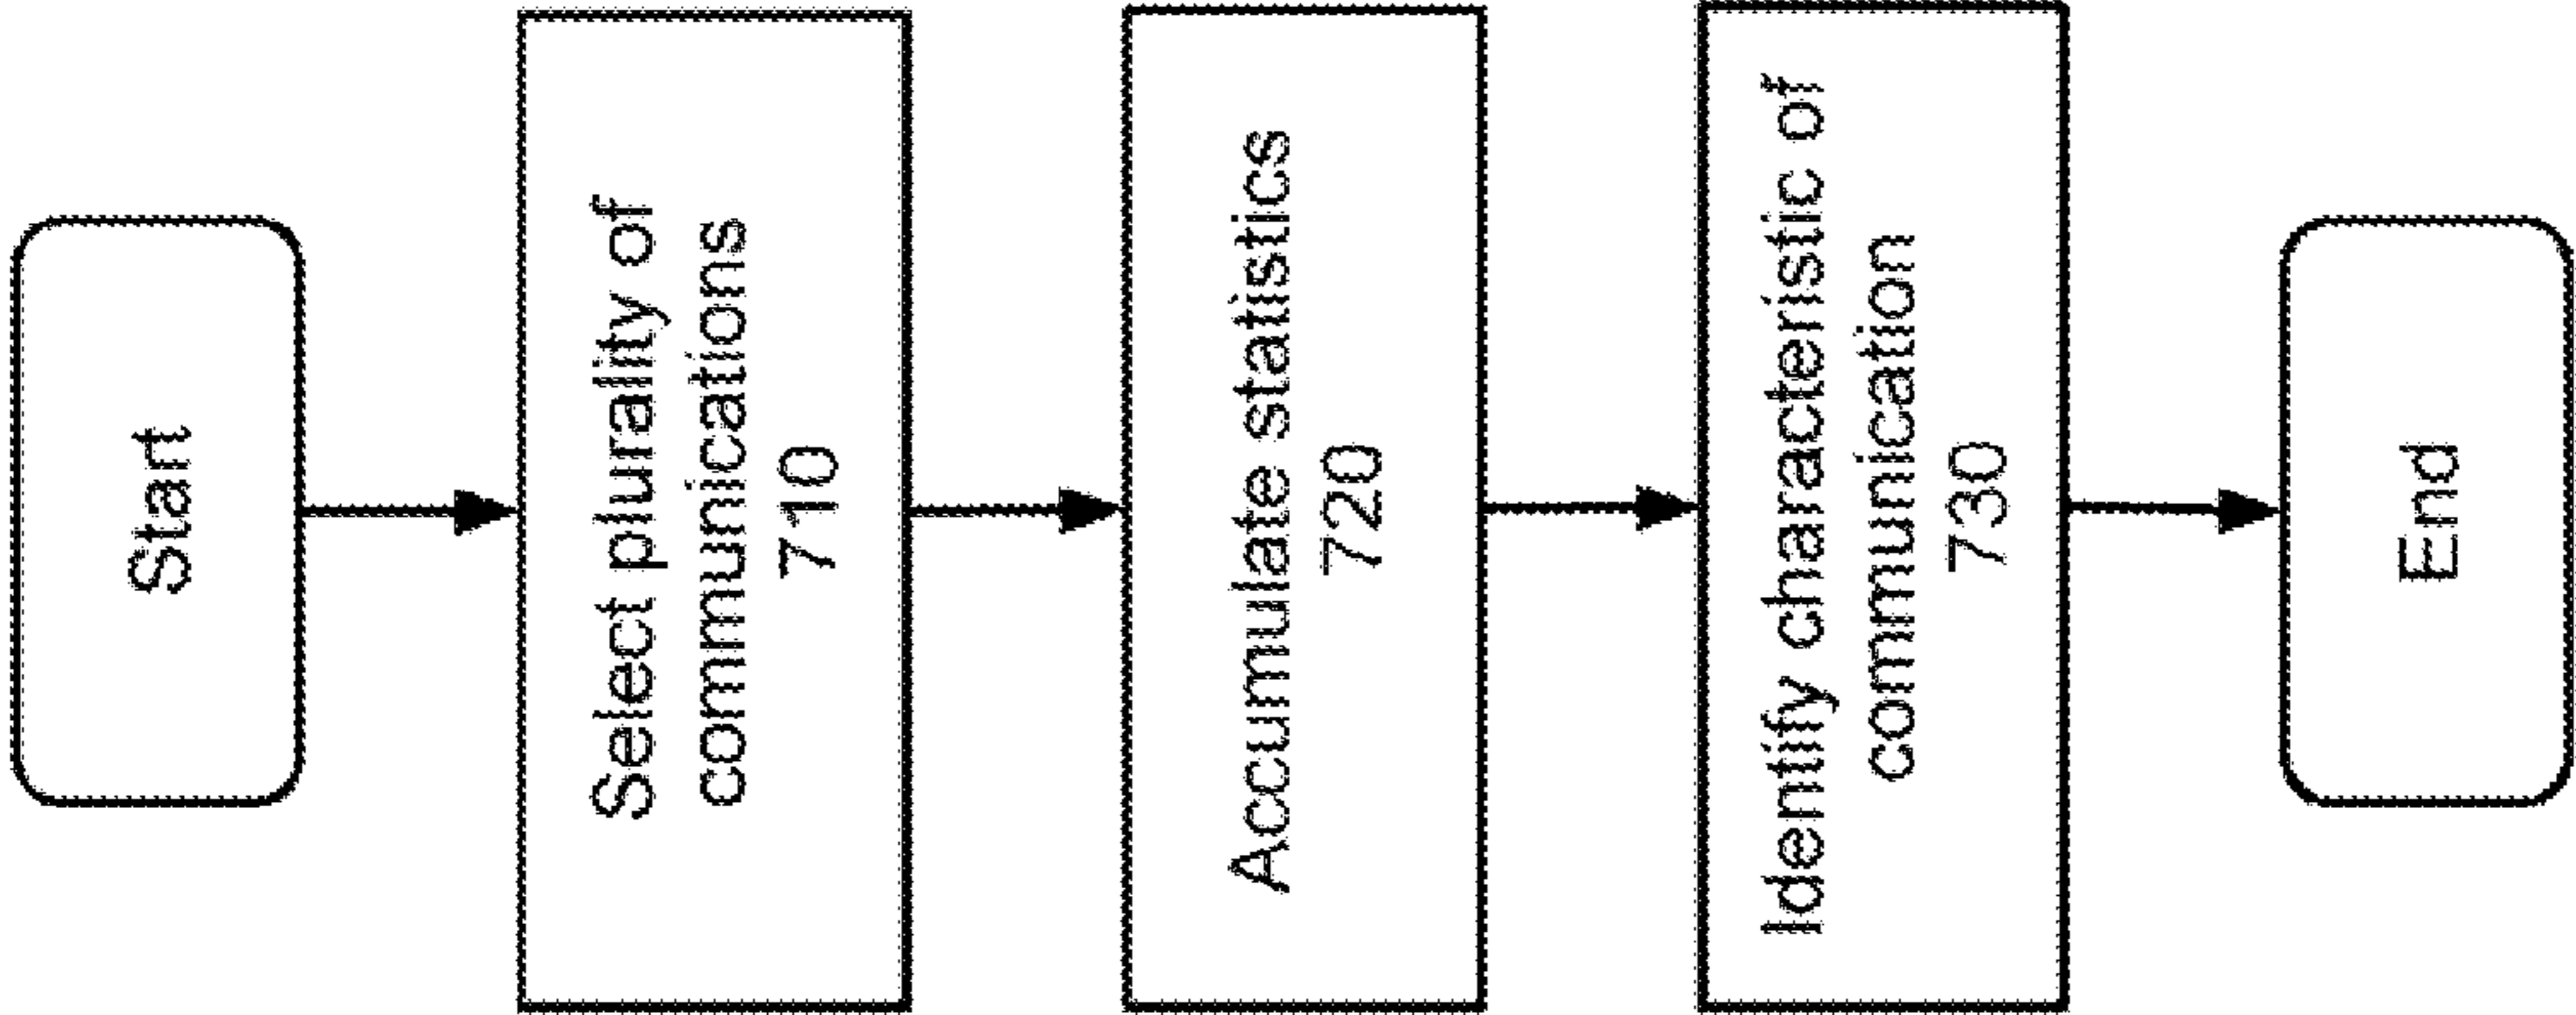 Start
Select plurality of
communications
710
Accumulate statistics
720
Identify characteristic of
communication
730
End